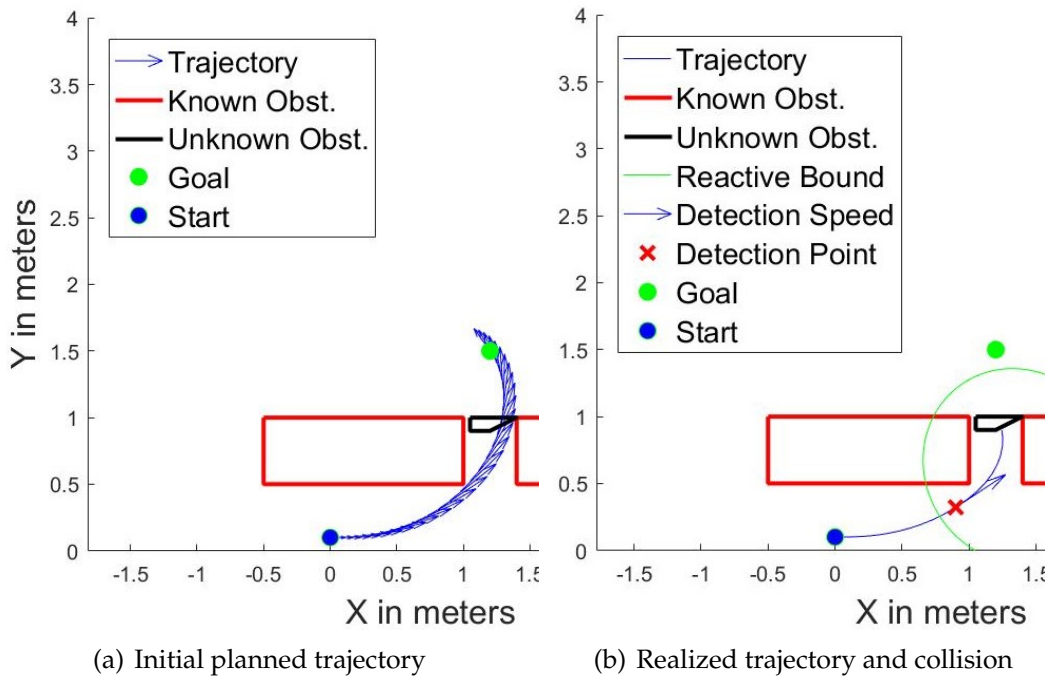 4
3.5
3
2.5
2
1.5
1
0.5
0
Y in meters
Trajectory
Known Obst.
Unknown Obst.
Goal
Start
-1.5 -1 -0.5 0 0.5 1 1.5
X in meters
(a) Initial planned trajectory
4
3.5
3
2.5
2
1.5
1
0.5
0
Trajectory
Known Obst.
Unknown Obst.
Reactive Bound
Detection Speed
Detection Point
Goal
Start
-1.5 -1 -0.5 0 0.5 1 1.5
X in meters
(b) Realized trajectory and collision